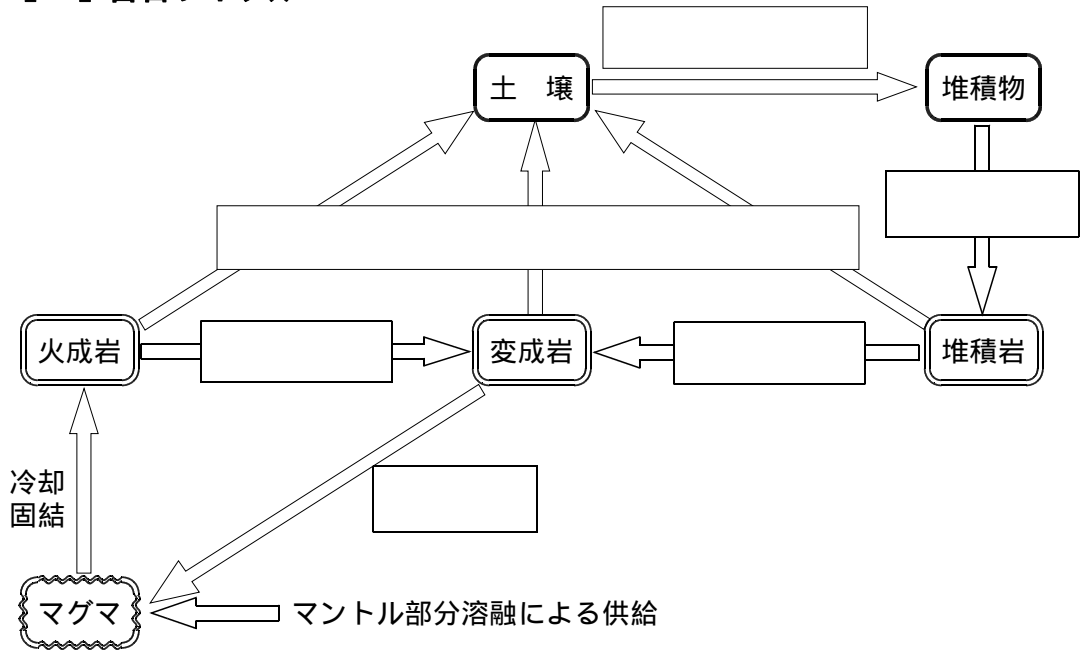 土　壌
堆積物
火成岩
変成岩
堆積岩
冷却
固結
マグマ
マントル部分溶融による供給